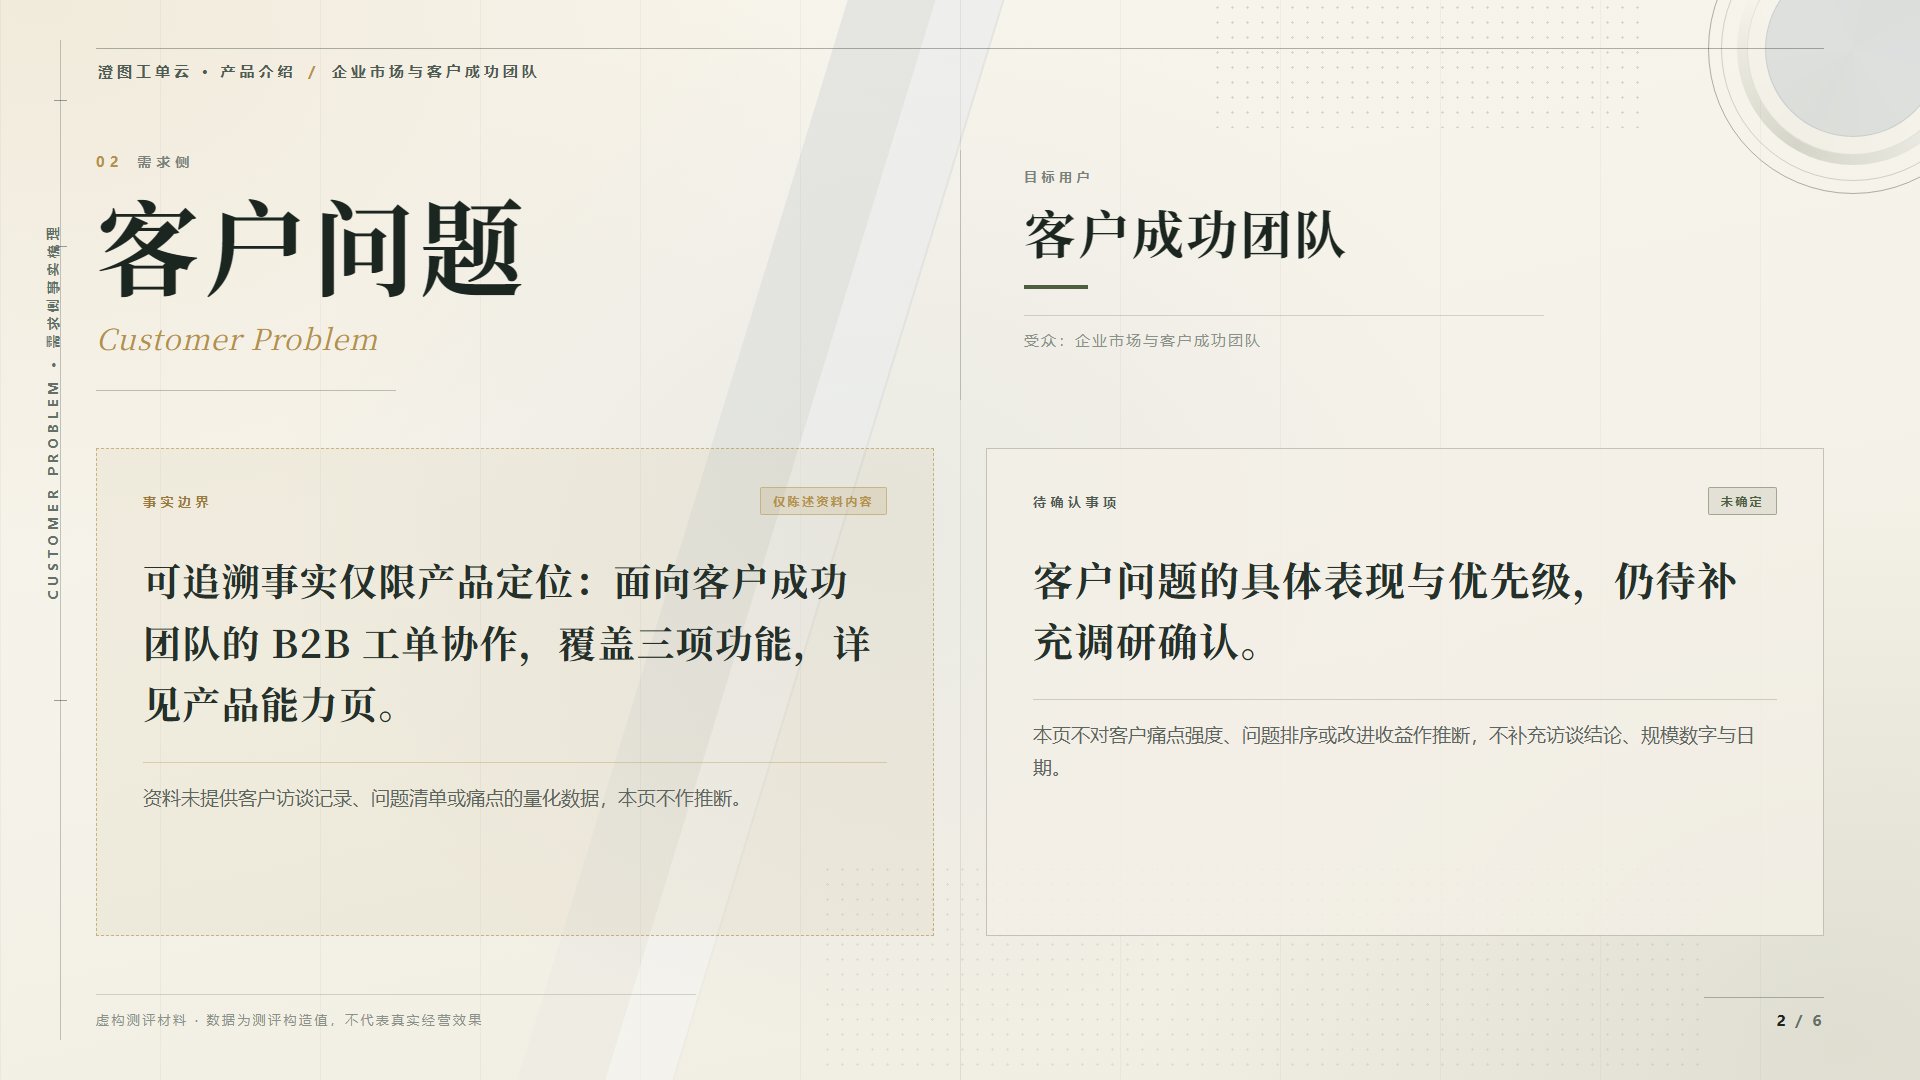 澄图工单云 • 产品介绍 / 企业市场与客户成功团队
CUSTOMER PROBLEM • 需求侧事实梳理
02 需求侧
客户问题
Customer Problem
目标用户
客户成功团队
受众：企业市场与客户成功团队
事实边界
仅陈述资料内容
可追溯事实仅限产品定位：面向客户成功
团队的 B2B 工单协作，覆盖三项功能，详
见产品能力页。
资料未提供客户访谈记录、问题清单或痛点的量化数据，本页不作推断。
待确认事项
未确定
客户问题的具体表现与优先级，仍待补
充调研确认。
本页不对客户痛点强度、问题排序或改进收益作推断，不补充访谈结论、规模数字与日
期。
虚构测评材料 · 数据为测评构造值，不代表真实经营效果
2 / 6